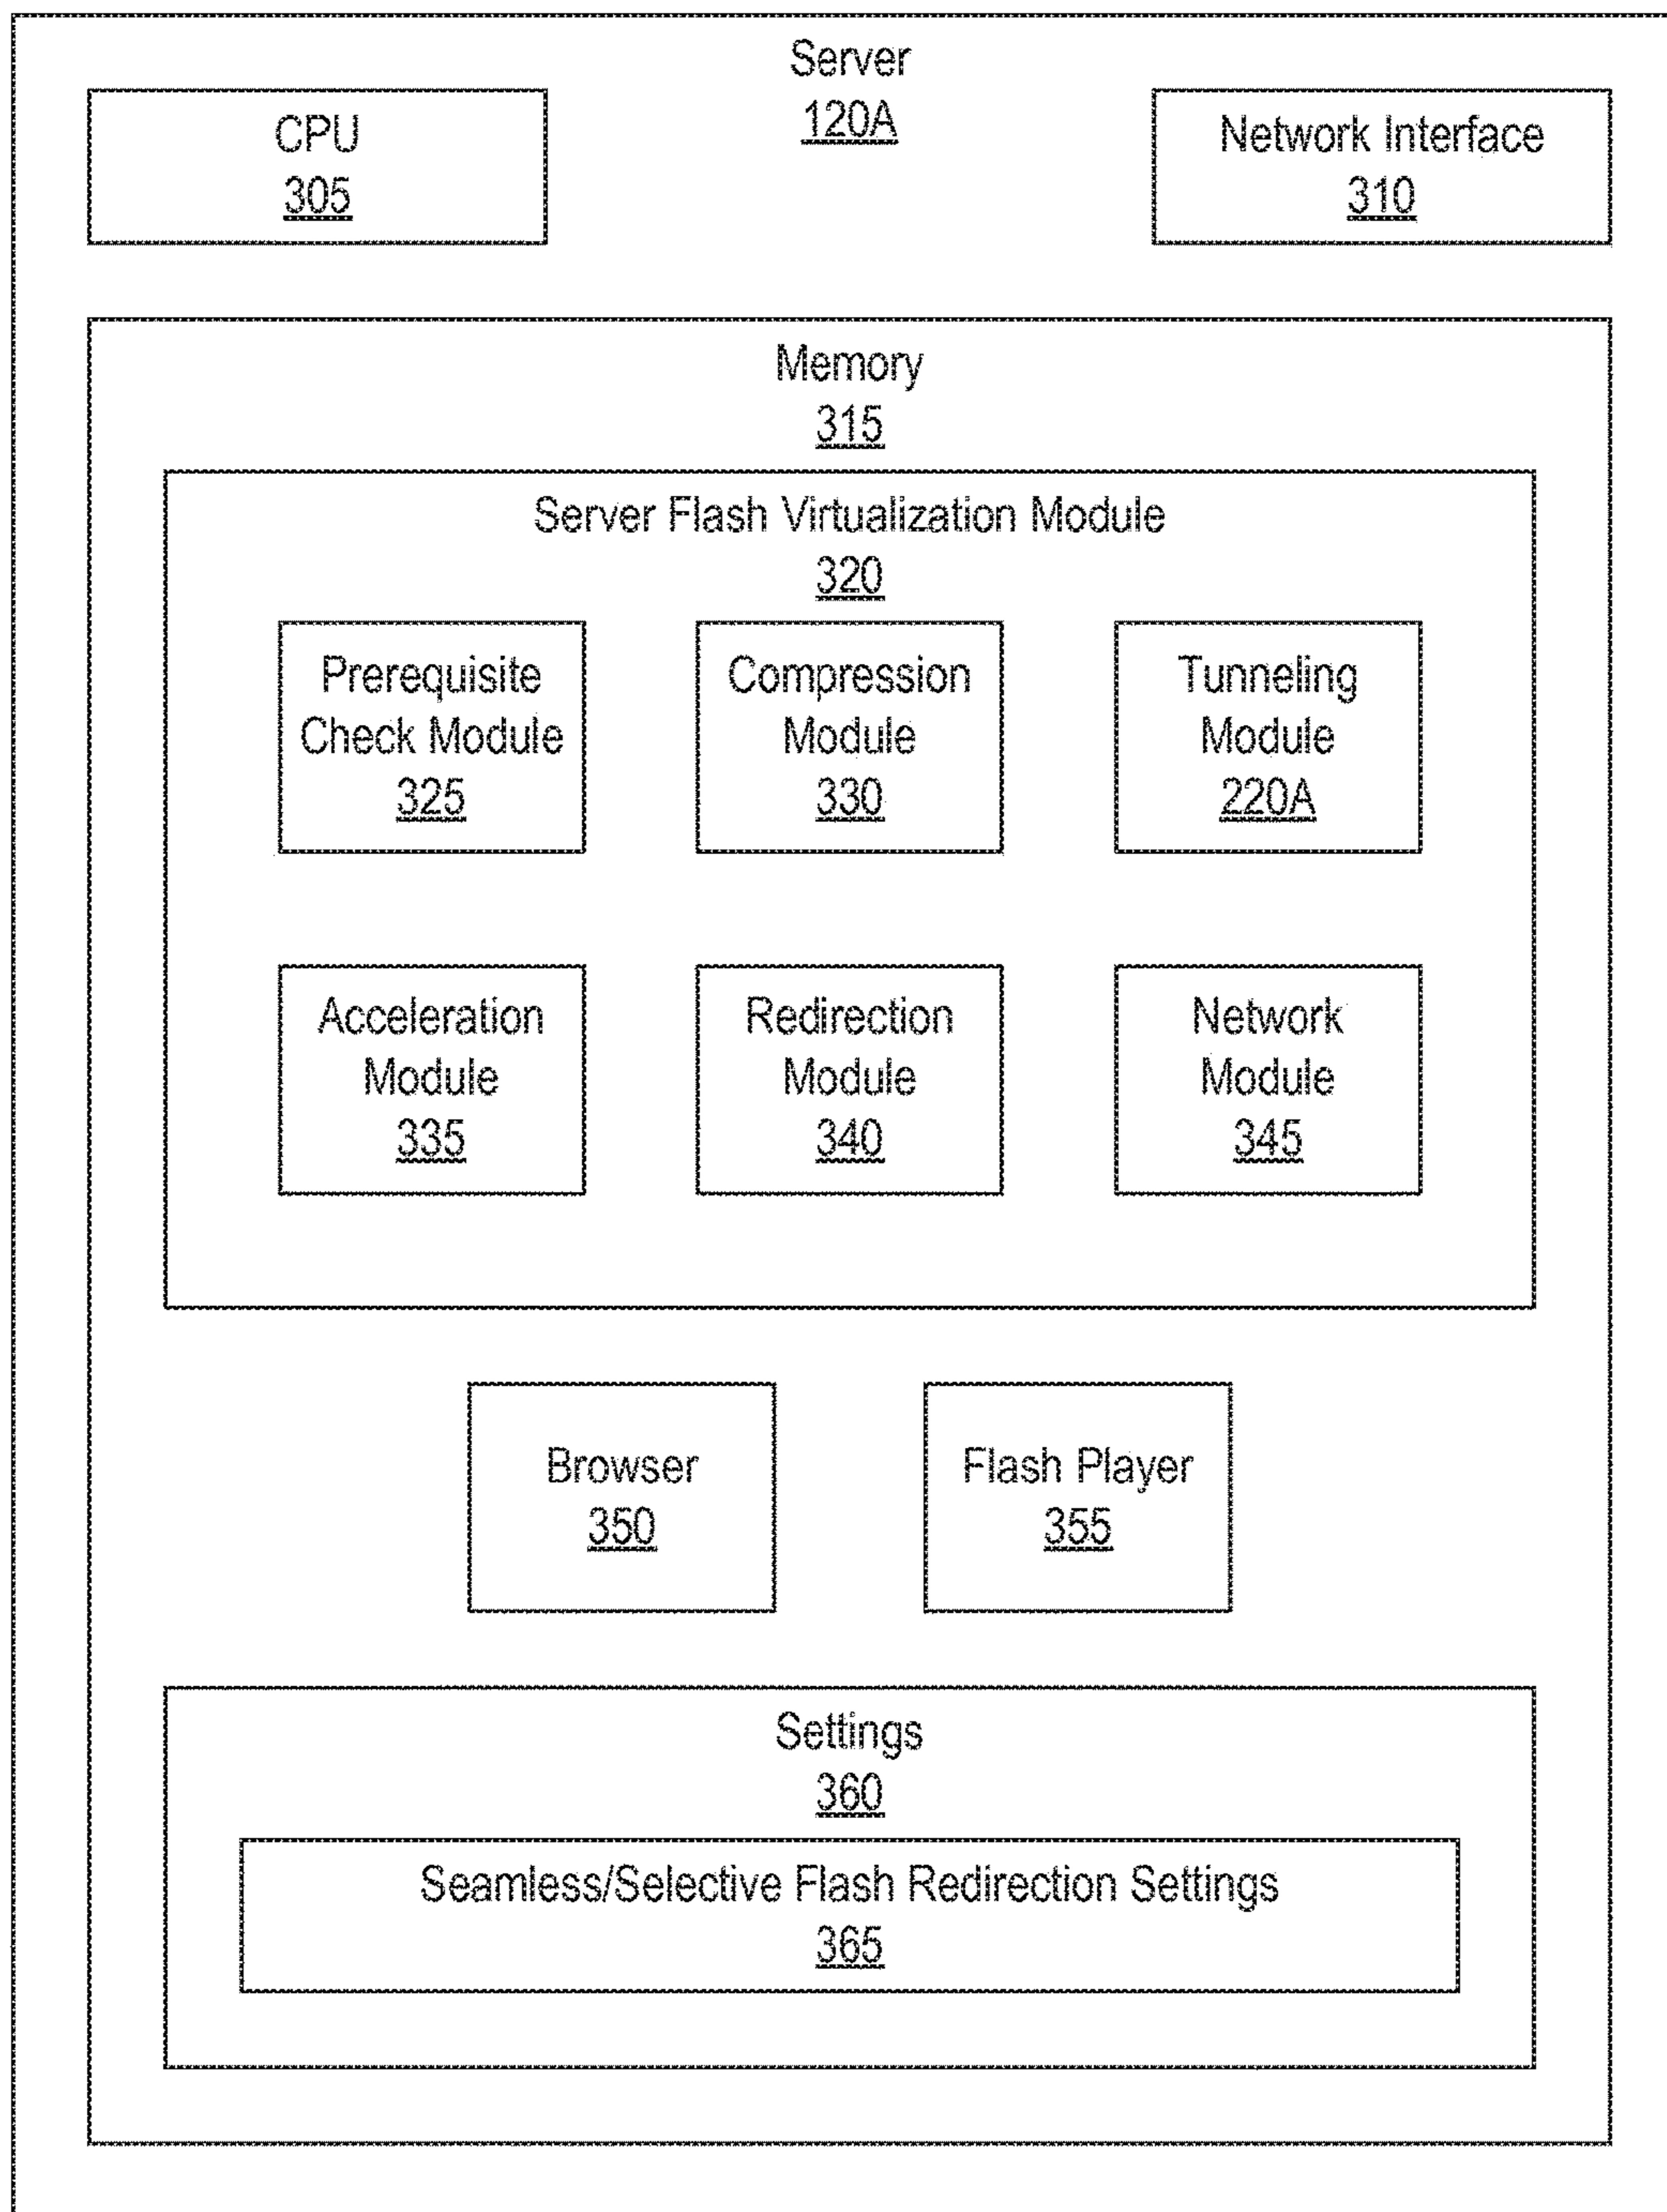 Server
120A
CPU
305
Network Interface
310
Memory
315
Server Flash Virtualization Module
320
Prerequisite
Check Module
325
Compression
Module
330
Tunneling
Module
220A
Acceleration
Module
335
Redirection
Module
340
Network
Module
345
Browser
350
Flash Player
355
Settings
360
Seamless/Selective Flash Redirection Settings
365